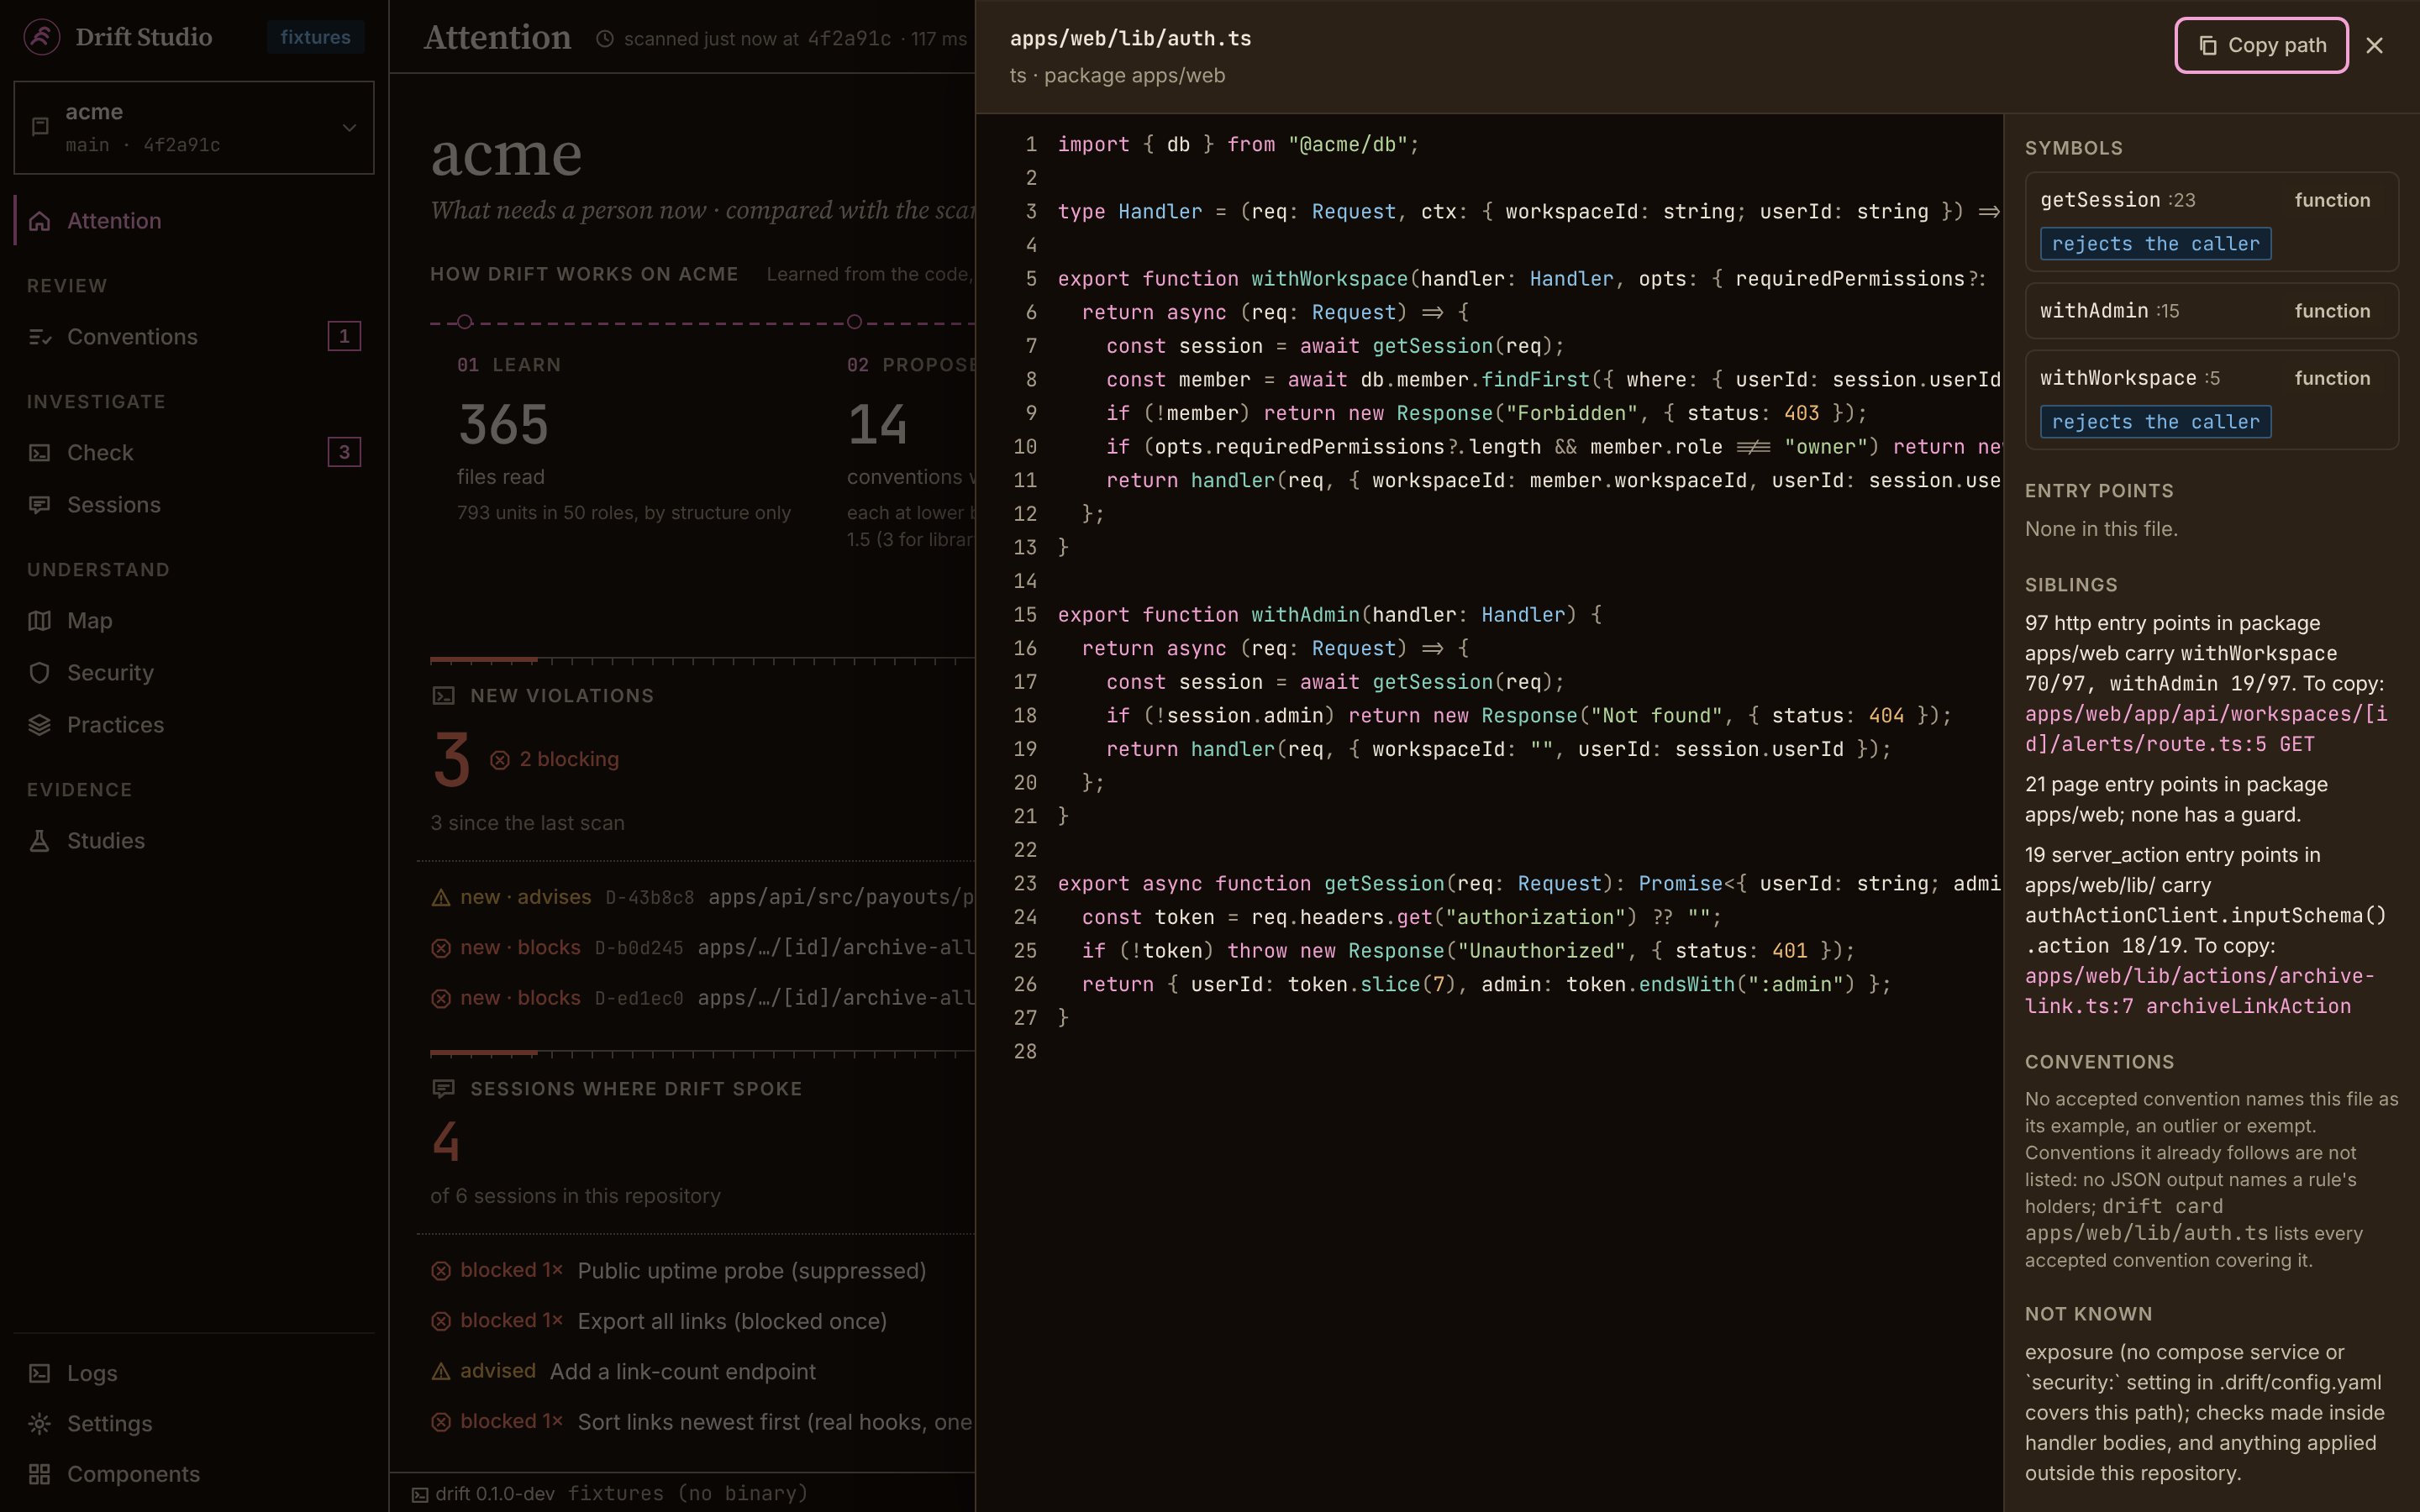 Drift Studio
fixtures
acme
main · 4f2a91c
Attention
REVIEW
Conventions
1
INVESTIGATE
Check
3
Sessions
UNDERSTAND
Map
Security
Practices
EVIDENCE
Studies
Logs
Settings
Components
Attention
scanned just now at 4f2a91c · 117 ms
acme
What needs a person now · compared with the scan
HOW DRIFT WORKS ON ACME
Learned from the code,
01 LEARN
365
files read
793 units in 50 roles, by structure only
02 PROPOSE
14
conventions
each at lower
1.5 (3 for librar
NEW VIOLATIONS
3
2 blocking
3 since the last scan
new · advises D-43b8c8 apps/api/src/payouts/p
new · blocks D-b0d245 apps/…/[id]/archive-all
new · blocks D-ed1ec0 apps/…/[id]/archive-all
SESSIONS WHERE DRIFT SPOKE
4
of 6 sessions in this repository
blocked 1× Public uptime probe (suppressed)
blocked 1× Export all links (blocked once)
advised Add a link-count endpoint
blocked 1× Sort links newest first (real hooks, one
drift 0.1.0-dev fixtures (no binary)
apps/web/lib/auth.ts
ts · package apps/web
Copy path
1 import { db } from "@acme/db";
2
3 type Handler = (req: Request, ctx: { workspaceId: string; userId: string }) =>
4
5 export function withWorkspace(handler: Handler, opts: { requiredPermissions?:
6 return async (req: Request) => {
7 const session = await getSession(req);
8 const member = await db.member.findFirst({ where: { userId: session.userId
9 if (!member) return new Response("Forbidden", { status: 403 });
10 if (opts.requiredPermissions?.length && member.role !== "owner") return ne
11 return handler(req, { workspaceId: member.workspaceId, userId: session.use
12 };
13 }
14
15 export function withAdmin(handler: Handler) {
16 return async (req: Request) => {
17 const session = await getSession(req);
18 if (!session.admin) return new Response("Not found", { status: 404 });
19 return handler(req, { workspaceId: "", userId: session.userId });
20 };
21 }
22
23 export async function getSession(req: Request): Promise<{ userId: string; admi
24 const token = req.headers.get("authorization") ?? "";
25 if (!token) throw new Response("Unauthorized", { status: 401 });
26 return { userId: token.slice(7), admin: token.endsWith(":admin") };
27 }
28
SYMBOLS
getSession :23 function
rejects the caller
withAdmin :15 function
withWorkspace :5 function
rejects the caller
ENTRY POINTS
None in this file.
SIBLINGS
97 http entry points in package
apps/web carry withWorkspace
70/97, withAdmin 19/97. To copy:
apps/web/app/api/workspaces/[i
d]/alerts/route.ts:5 GET
21 page entry points in package
apps/web; none has a guard.
19 server_action entry points in
apps/web/lib/ carry
authActionClient.inputSchema()
.action 18/19. To copy:
apps/web/lib/actions/archive-
link.ts:7 archiveLinkAction
CONVENTIONS
No accepted convention names this file as
its example, an outlier or exempt.
Conventions it already follows are not
listed: no JSON output names a rule's
holders; drift card
apps/web/lib/auth.ts lists every
accepted convention covering it.
NOT KNOWN
exposure (no compose service or
`security:` setting in .drift/config.yaml
covers this path); checks made inside
handler bodies, and anything applied
outside this repository.